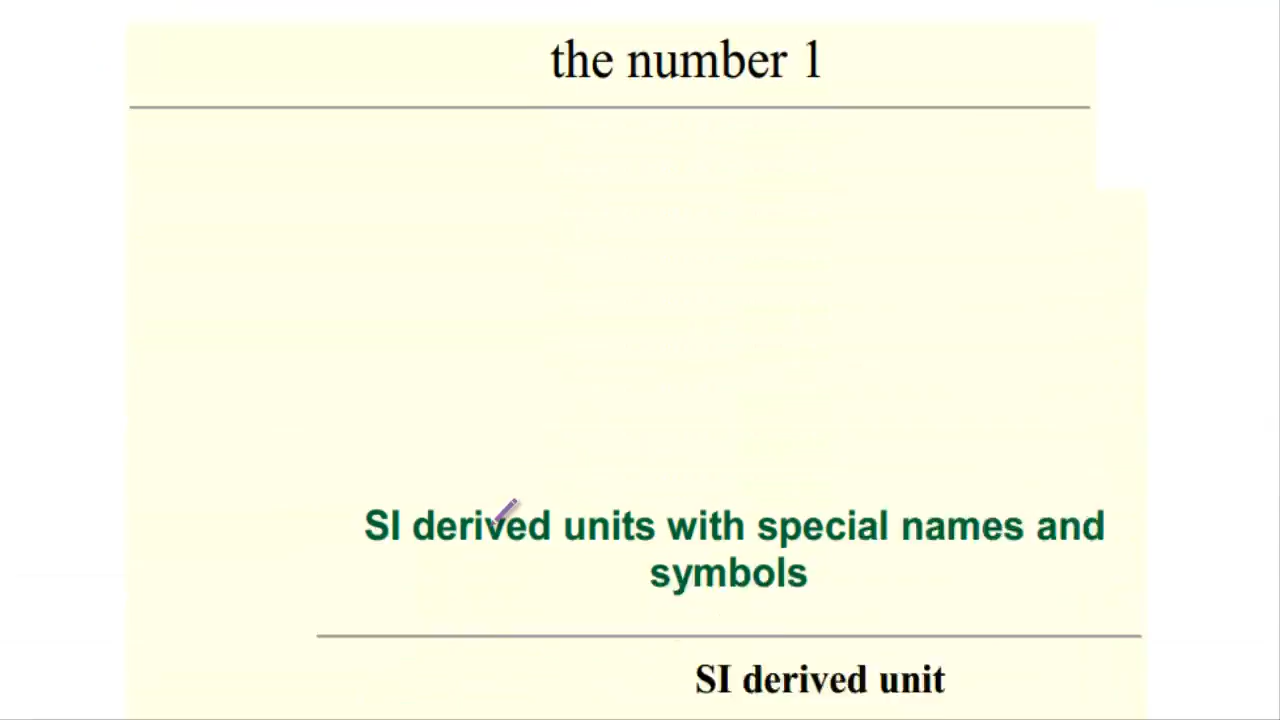 the number 1
SI derived units with special names and
symbols
SI derived unit